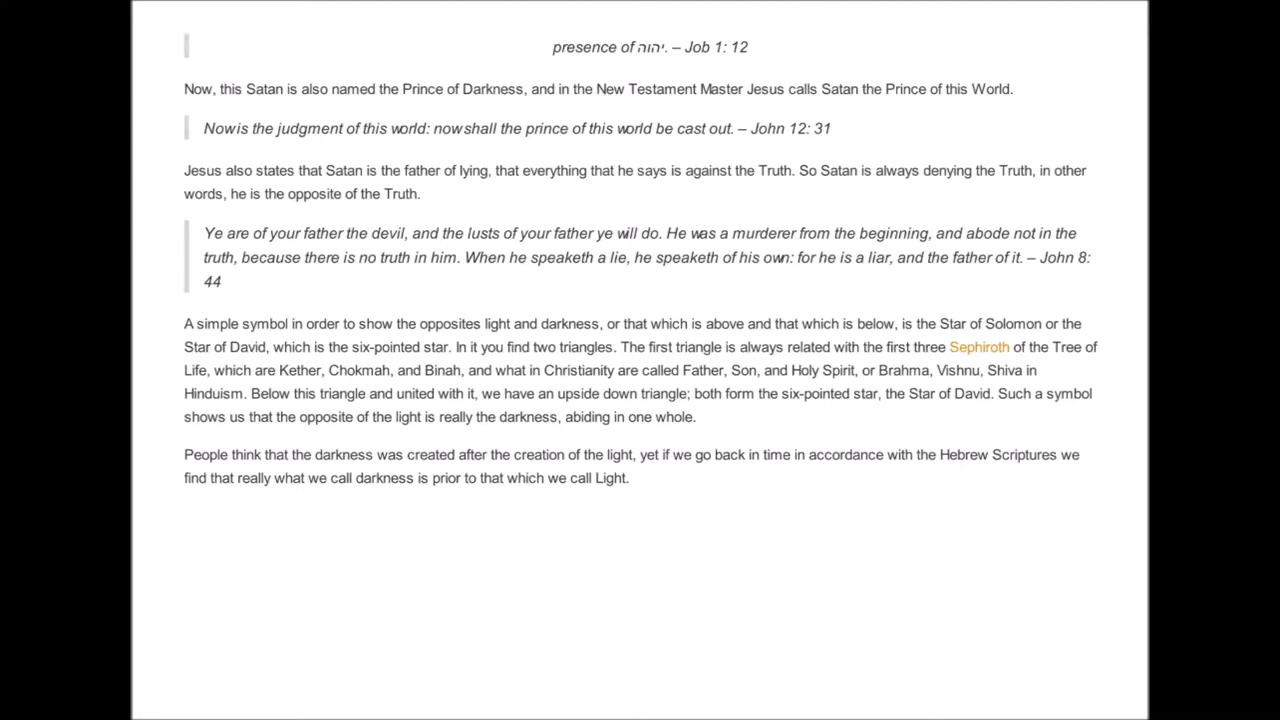 presence of יהוה. – Job 1: 12
Now, this Satan is also named the Prince of Darkness, and in the New Testament Master Jesus calls Satan the Prince of this World.
Now is the judgment of this world: now shall the prince of this world be cast out. – John 12: 31
Jesus also states that Satan is the father of lying, that everything that he says is against the Truth. So Satan is always denying the Truth, in other
words, he is the opposite of the Truth.
Ye are of your father the devil, and the lusts of your father ye will do. He was a murderer from the beginning, and abode not in the
truth, because there is no truth in him. When he speaketh a lie, he speaketh of his own: for he is a liar, and the father of it. – John 8:
44
A simple symbol in order to show the opposites light and darkness, or that which is above and that which is below, is the Star of Solomon or the
Star of David, which is the six-pointed star. In it you find two triangles. The first triangle is always related with the first three Sephiroth of the Tree of
Life, which are Kether, Chokmah, and Binah, and what in Christianity are called Father, Son, and Holy Spirit, or Brahma, Vishnu, Shiva in
Hinduism. Below this triangle and united with it, we have an upside down triangle; both form the six-pointed star, the Star of David. Such a symbol
shows us that the opposite of the light is really the darkness, abiding in one whole.
People think that the darkness was created after the creation of the light, yet if we go back in time in accordance with the Hebrew Scriptures we
find that really what we call darkness is prior to that which we call Light.